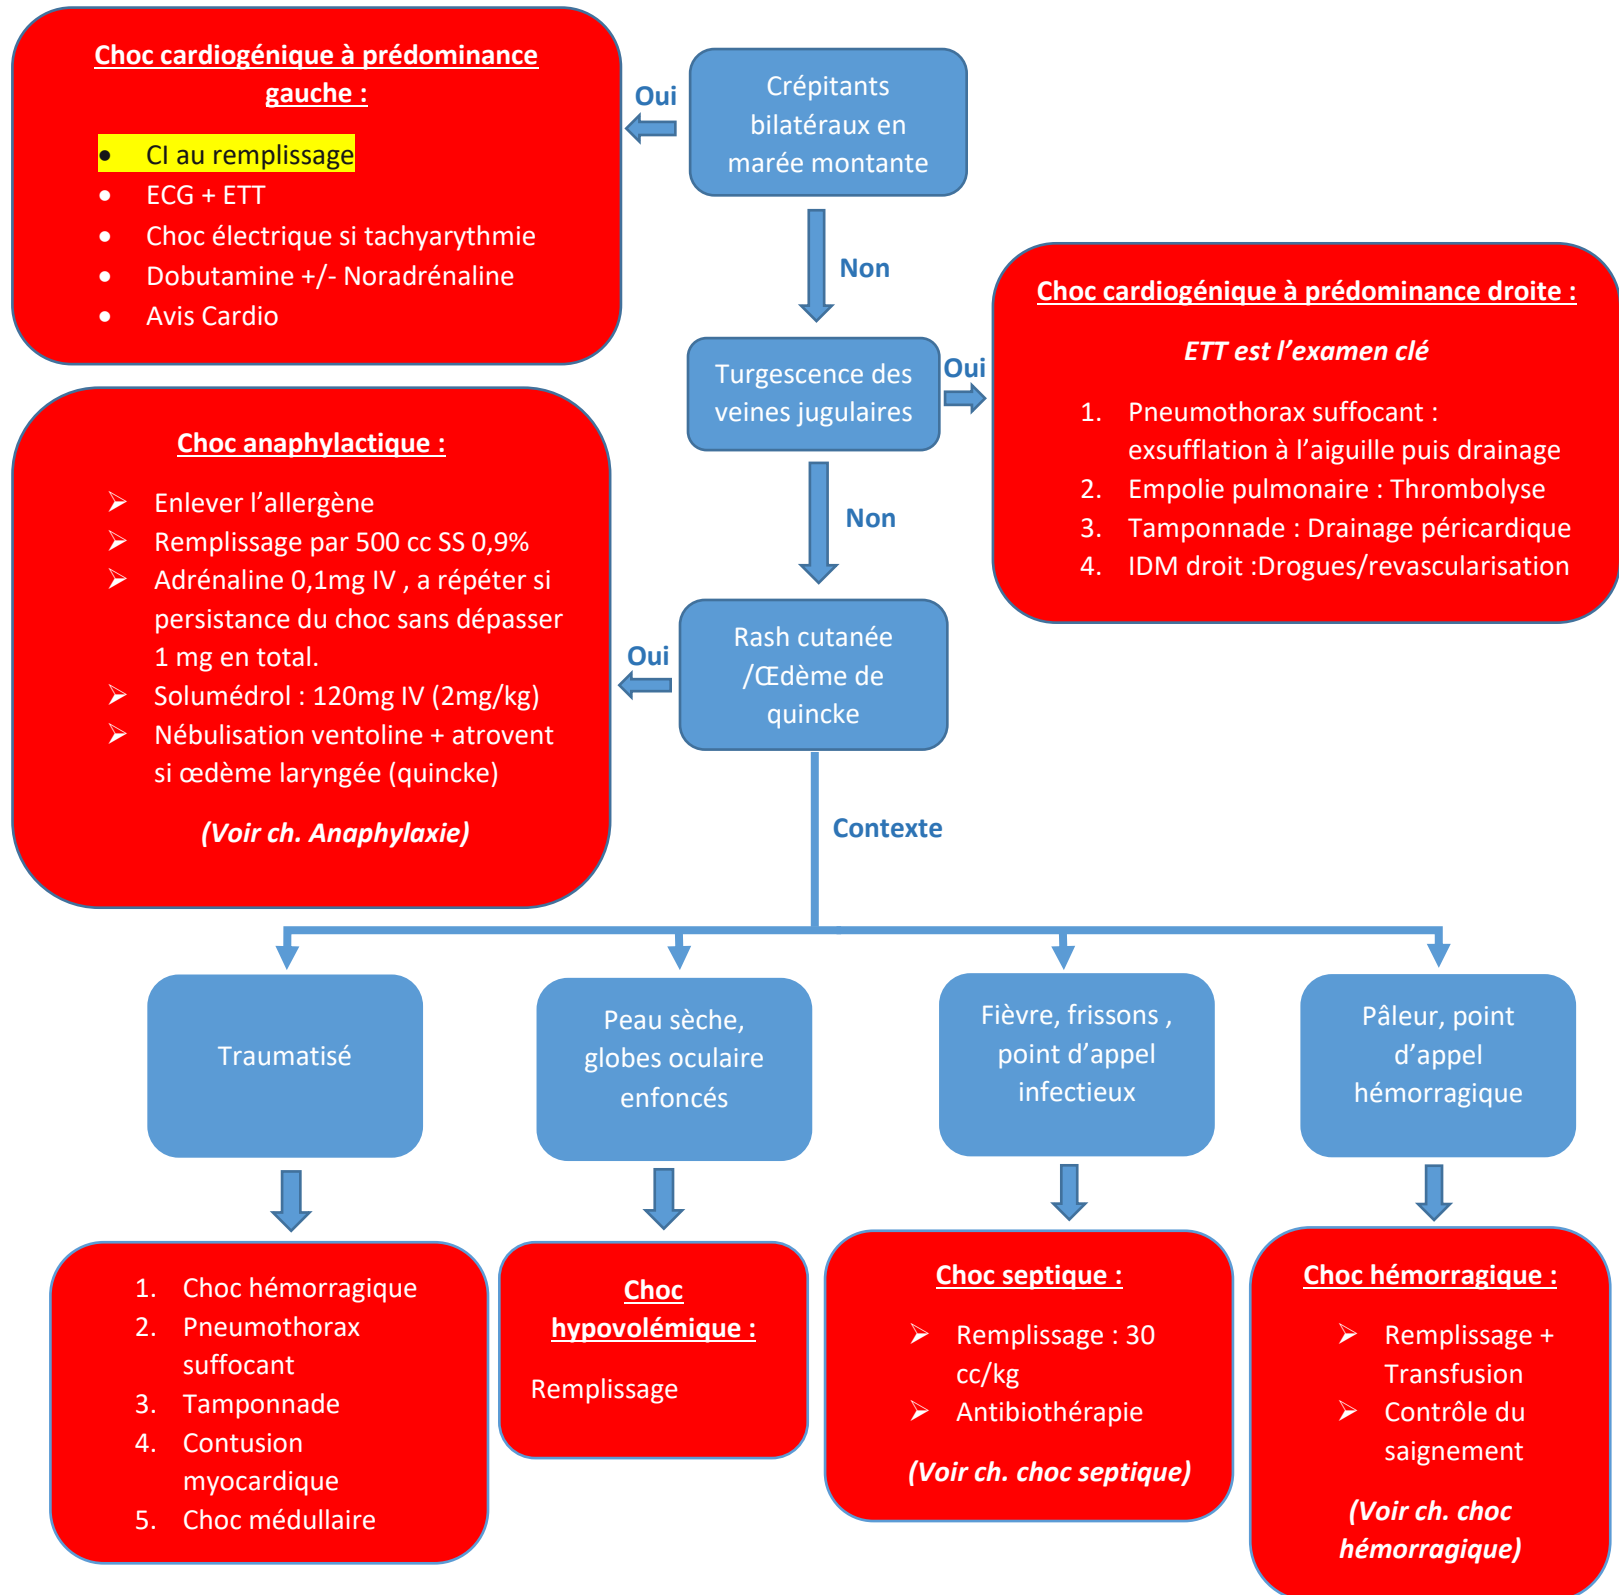 Choc cardiogénique à prédominance
gauche :
• CI au remplissage
• ECG + ETT
• Choc électrique si tachyarythmie
• Dobutamine +/- Noradrénaline
• Avis Cardio
Oui
Crépitants
bilatéraux en
marée montante
Non
Choc cardiogénique à prédominance droite :
ETT est l’examen clé
1. Pneumothorax suffocant :
exsufflation à l’aiguille puis drainage
2. Empolie pulmonaire : Thrombolyse
3. Tamponnade : Drainage péricardique
4. IDM droit :Drogues/revascularisation
Oui
Turgescence des
veines jugulaires
Non
Choc anaphylactique :
➢ Enlever l’allergène
➢ Remplissage par 500 cc SS 0,9%
➢ Adrénaline 0,1mg IV , a répéter si
persistance du choc sans dépasser
1 mg en total.
➢ Solumédrol : 120mg IV (2mg/kg)
➢ Nébulisation ventoline + atrovent
si œdème laryngée (quincke)
(Voir ch. Anaphylaxie)
Oui
Rash cutanée
/Œdème de
quincke
Contexte
Traumatisé
Peau sèche,
globes oculaire
enfoncés
Fièvre, frissons ,
point d’appel
infectieux
Pâleur, point
d’appel
hémorragique
1. Choc hémorragique
2. Pneumothorax
suffocant
3. Tamponnade
4. Contusion
myocardique
5. Choc médullaire
Choc
hypovolémique :
Remplissage
Choc septique :
➢ Remplissage : 30
cc/kg
➢ Antibiothérapie
(Voir ch. choc septique)
Choc hémorragique :
➢ Remplissage +
Transfusion
➢ Contrôle du
saignement
(Voir ch. choc
hémorragique)